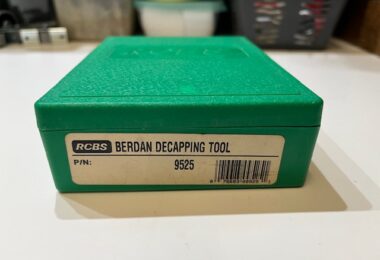 RCBS BERDAN DECAPPING TOOL
P/N: 9525